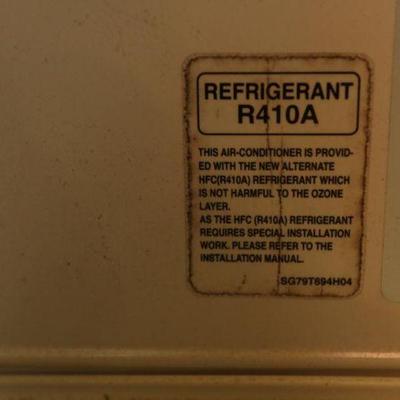 REFRIGERANT
R410A
THIS AIR-CONDITIONER IS PROVID-
ED WITH THE NEW ALTERNATE
HFC(R410A) REFRIGERANT WHICH
IS NOT HARMFUL TO THE OZONE
LAYER.
AS THE HFC (R410A) REFRIGERANT
REQUIRES SPECIAL INSTALLATION
WORK. PLEASE REFER TO THE
INSTALLATION MANUAL.
SG79T694H04